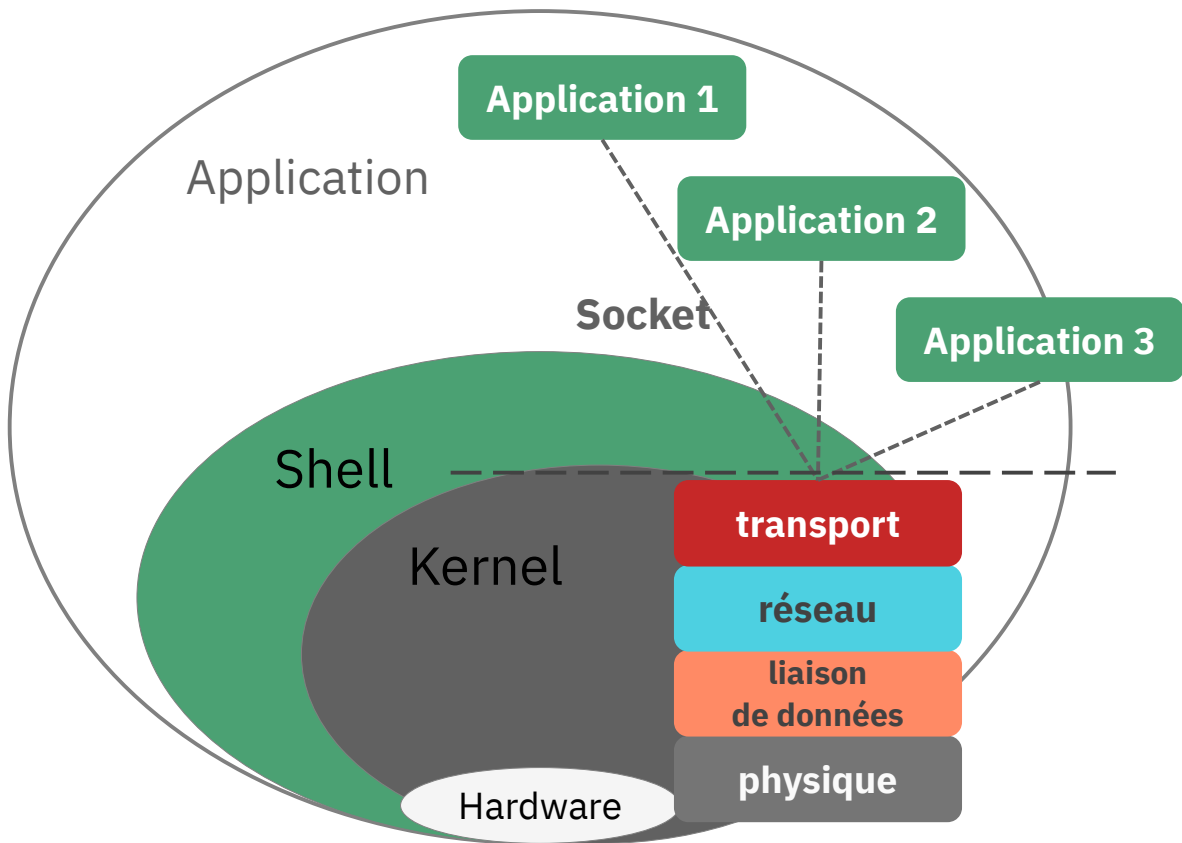 Application 1
Application
Application 2
Socket
Application 3
Shell
transport
Kernel
réseau
liaison
de données
physique
Hardware